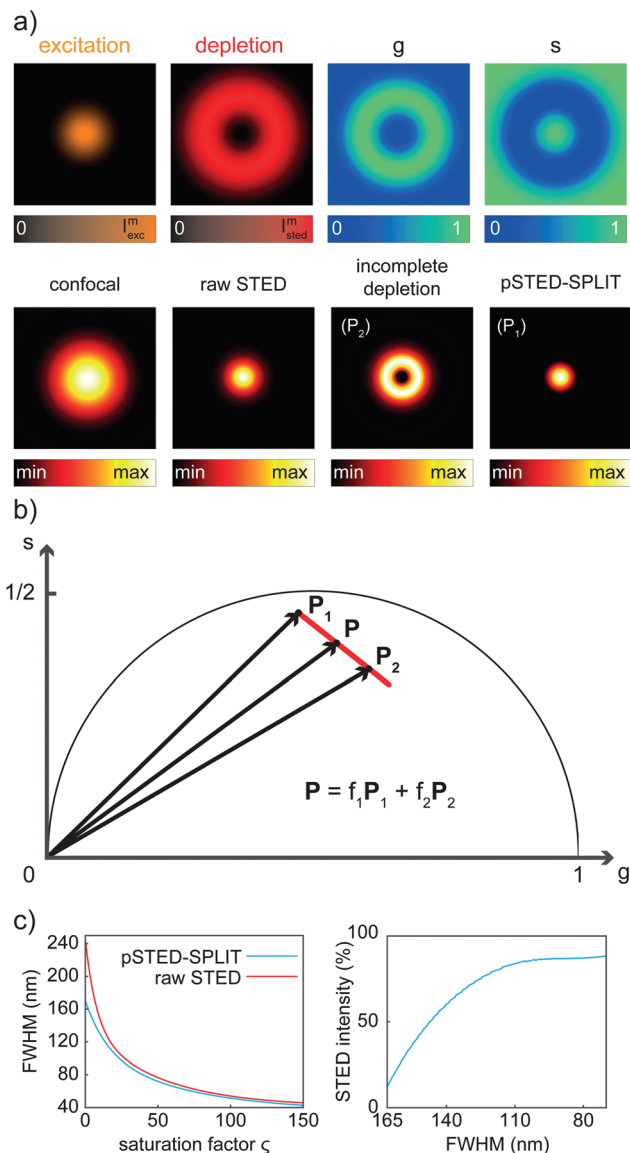 a)
excitation depletion g s
0 I^m_exc 0 I^m_sted 0 1 0 1
confocal raw STED incomplete depletion pSTED-SPLIT
(P₂) (P₁)
min max min max min max min max
b)
s
1/2
P₁
P
P₂
P = f₁P₁ + f₂P₂
0 1 g
c)
FWHM (nm)
240
200
160
120
80
40
pSTED-SPLIT
raw STED
0 50 100 150
saturation factor ς
STED intensity (%)
100
50
0
165 140 110 80
FWHM (nm)